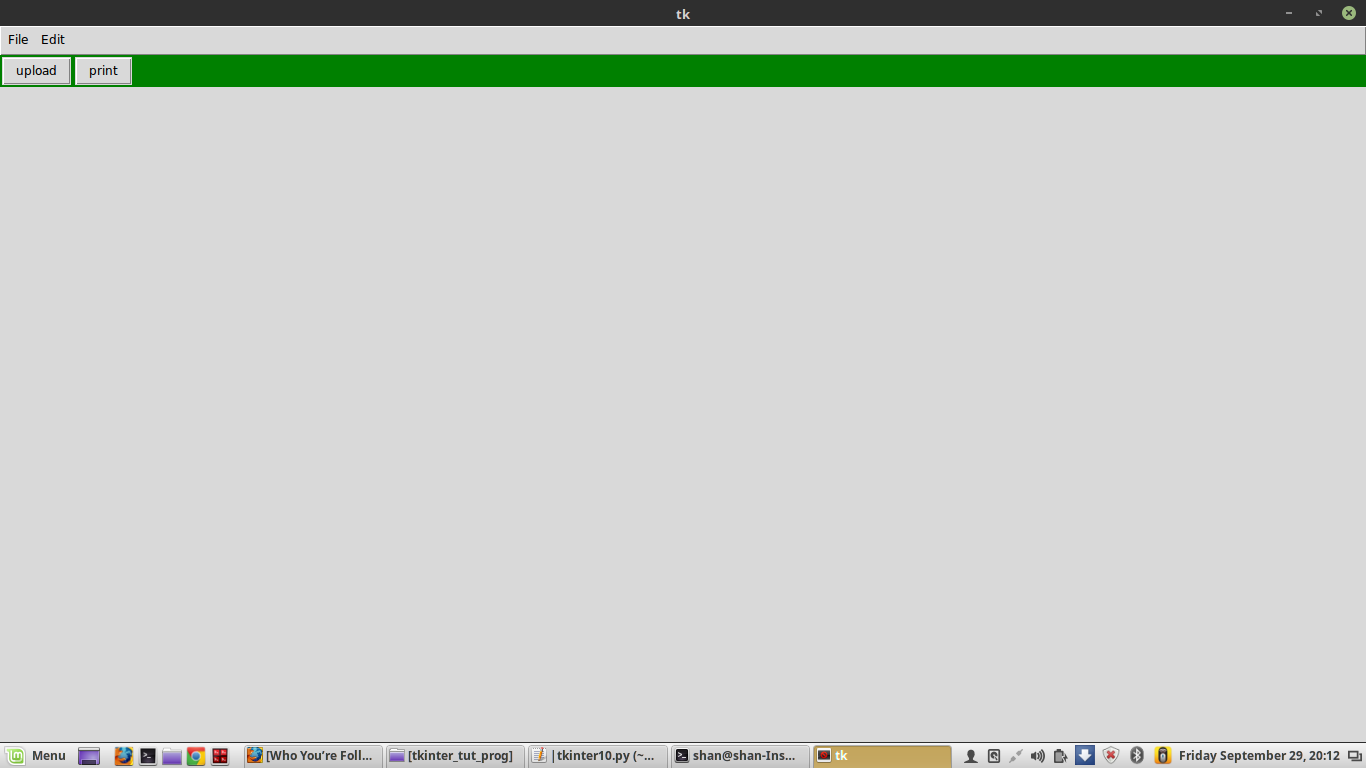 tk
File Edit
upload print
Menu [Who You're Foll... [tkinter_tut_prog] |tkinter10.py (~... shan@shan-Ins... tk Friday September 29, 20:12